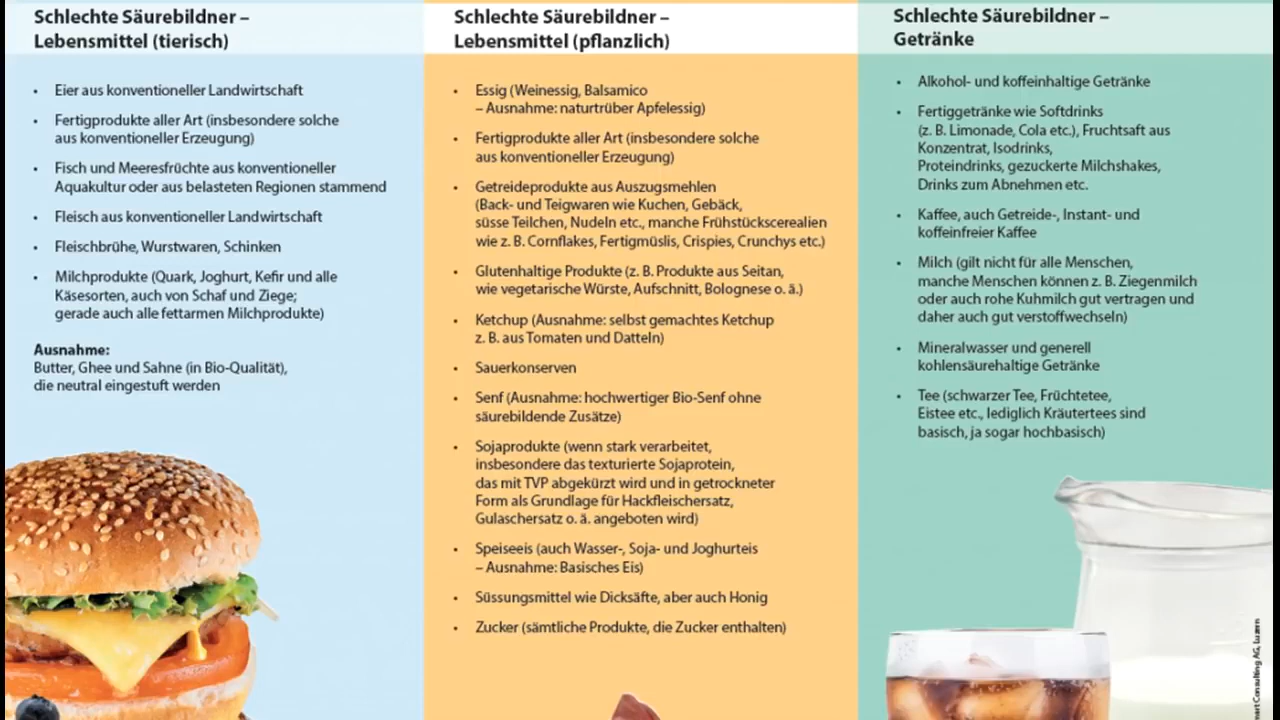 Schlechte Säurebildner –
Lebensmittel (tierisch)
• Eier aus konventioneller Landwirtschaft
• Fertigprodukte aller Art (insbesondere solche
aus konventioneller Erzeugung)
• Fisch und Meeresfrüchte aus konventioneller
Aquakultur oder aus belasteten Regionen stammend
• Fleisch aus konventioneller Landwirtschaft
• Fleischbrühe, Wurstwaren, Schinken
• Milchprodukte (Quark, Joghurt, Kefir und alle
Käsesorten, auch von Schaf und Ziege;
gerade auch alle fettarmen Milchprodukte)
Ausnahme:
Butter, Ghee und Sahne (in Bio-Qualität),
die neutral eingestuft werden
Schlechte Säurebildner –
Lebensmittel (pflanzlich)
• Essig (Weinessig, Balsamico
– Ausnahme: naturtrüber Apfelessig)
• Fertigprodukte aller Art (insbesondere solche
aus konventioneller Erzeugung)
• Getreideprodukte aus Auszugsmehlen
(Back- und Teigwaren wie Kuchen, Gebäck,
süsse Teilchen, Nudeln etc., manche Frühstückscerealien
wie z. B. Cornflakes, Fertigmüslis, Crispies, Crunchys etc.)
• Glutenhaltige Produkte (z. B. Produkte aus Seitan,
wie vegetarische Würste, Aufschnitt, Bolognese o. ä.)
• Ketchup (Ausnahme: selbst gemachtes Ketchup
z. B. aus Tomaten und Datteln)
• Sauerkonserven
• Senf (Ausnahme: hochwertiger Bio-Senf ohne
säurebildende Zusätze)
• Sojaprodukte (wenn stark verarbeitet,
insbesondere das texturierte Sojaprotein,
das mit TVP abgekürzt wird und in getrockneter
Form als Grundlage für Hackfleischersatz,
Gulaschersatz o. ä. angeboten wird)
• Speiseeis (auch Wasser-, Soja- und Joghurteis
– Ausnahme: Basisches Eis)
• Süssungsmittel wie Dicksäfte, aber auch Honig
• Zucker (sämtliche Produkte, die Zucker enthalten)
Schlechte Säurebildner –
Getränke
• Alkohol- und koffeinhaltige Getränke
• Fertiggetränke wie Softdrinks
(z. B. Limonade, Cola etc.), Fruchtsaft aus
Konzentrat, Isodrinks,
Proteindrinks, gezuckerte Milchshakes,
Drinks zum Abnehmen etc.
• Kaffee, auch Getreide-, Instant- und
koffeinfreier Kaffee
• Milch (gilt nicht für alle Menschen,
manche Menschen können z. B. Ziegenmilch
oder auch rohe Kuhmilch gut vertragen und
daher auch gut verstoffwechseln)
• Mineralwasser und generell
kohlensäurehaltige Getränke
• Tee (schwarzer Tee, Früchtetee,
Eistee etc., lediglich Kräutertees sind
basisch, ja sogar hochbasisch)
Consulting AG, Luzern